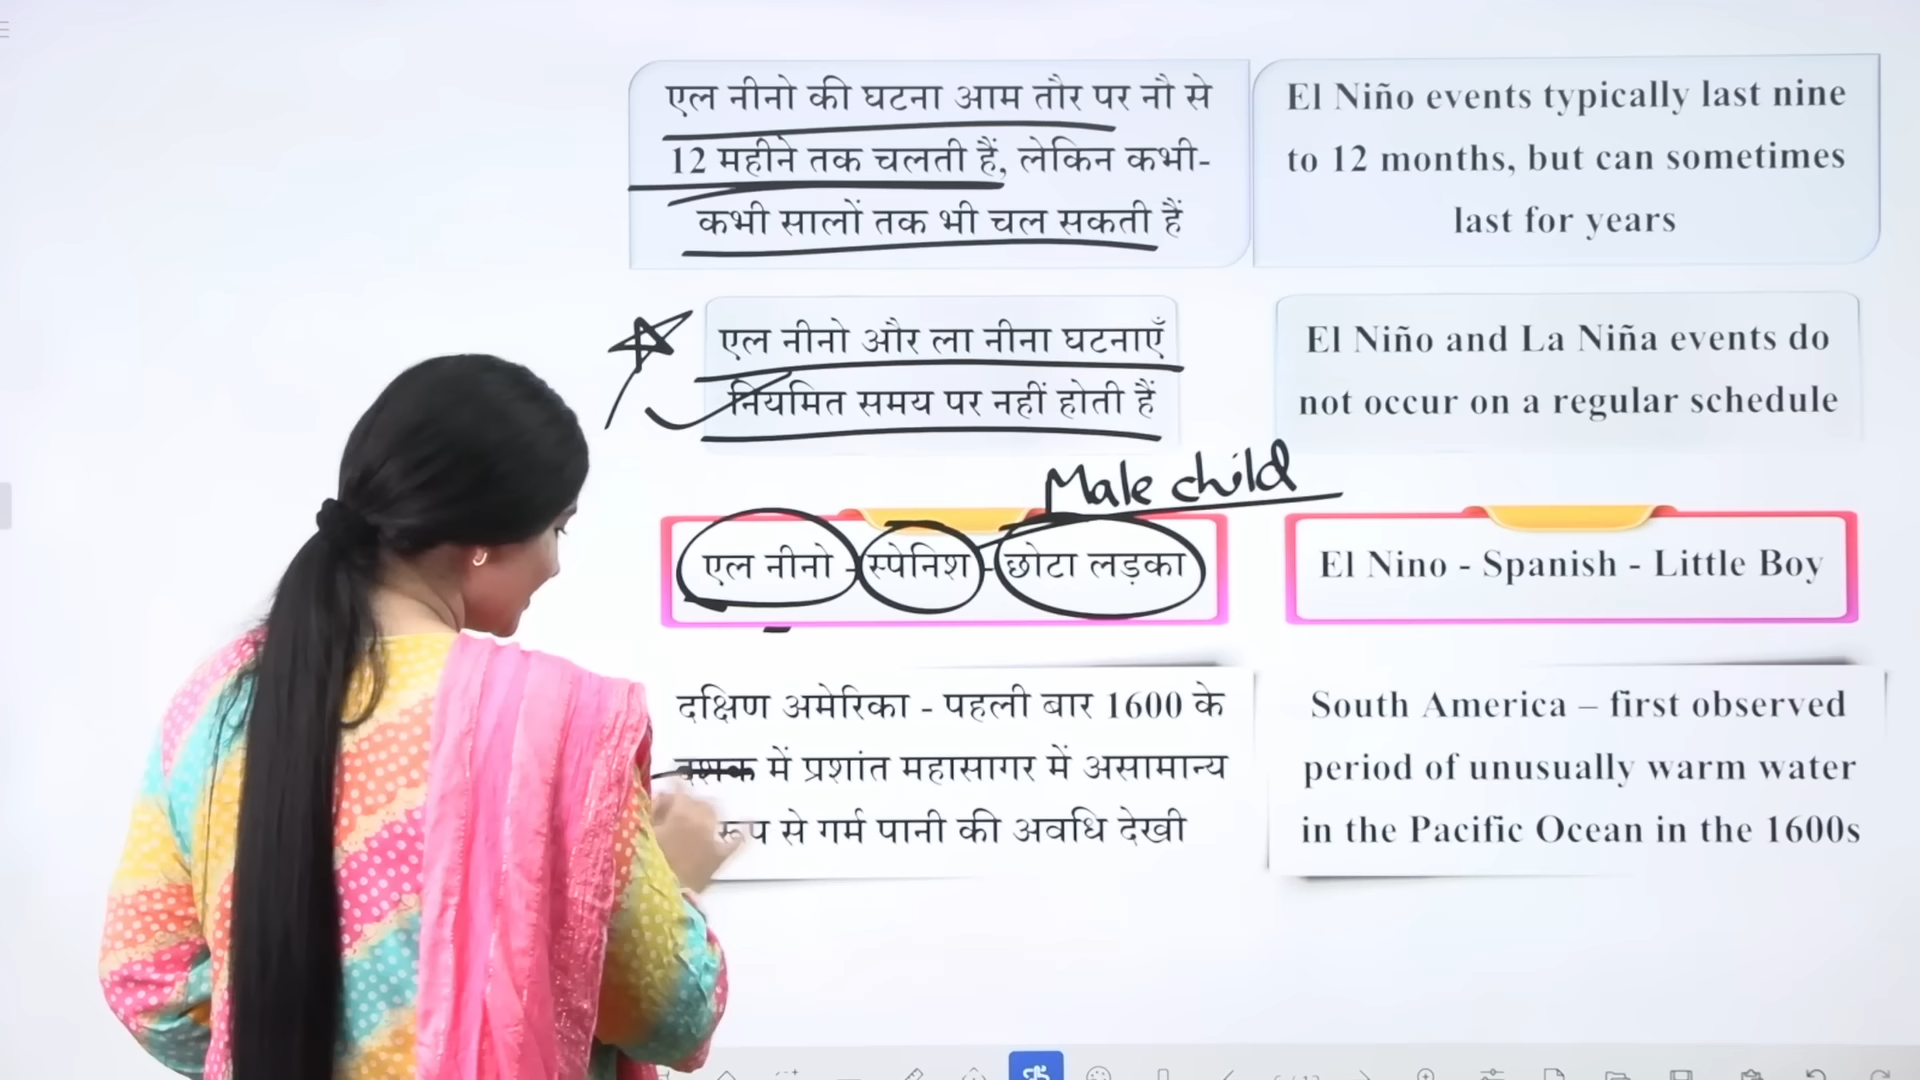 एल नीनो की घटना आम तौर पर नौ से
12 महीने तक चलती हैं, लेकिन कभी-
कभी सालों तक भी चल सकती हैं
El Niño events typically last nine
to 12 months, but can sometimes
last for years
एल नीनो और ला नीना घटनाएँ
नियमित समय पर नहीं होती हैं
El Niño and La Niña events do
not occur on a regular schedule
Male child
एल नीनो - स्पेनिश - छोटा लड़का
El Nino - Spanish - Little Boy
दक्षिण अमेरिका - पहली बार 1600 के
दशक में प्रशांत महासागर में असामान्य
रूप से गर्म पानी की अवधि देखी
South America – first observed
period of unusually warm water
in the Pacific Ocean in the 1600s